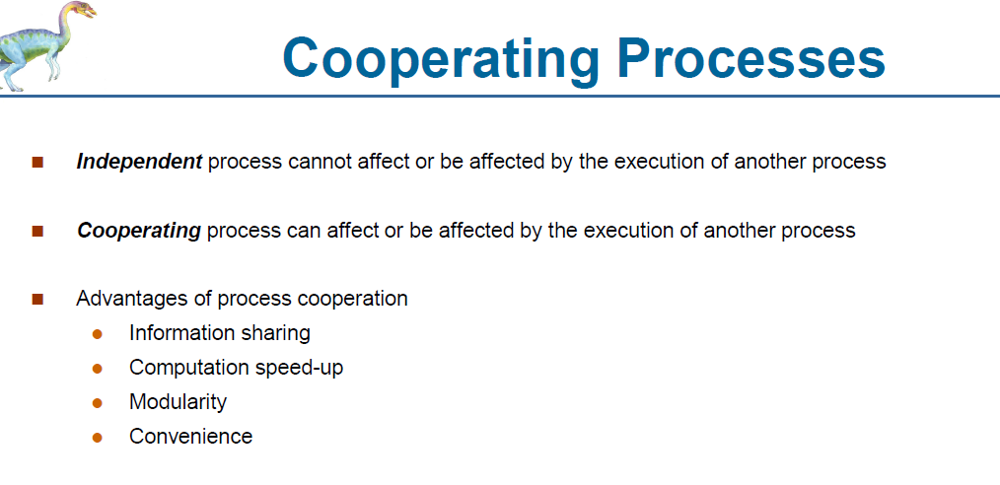 Cooperating Processes
Independent process cannot affect or be affected by the execution of another process
Cooperating process can affect or be affected by the execution of another process
Advantages of process cooperation
Information sharing
Computation speed-up
Modularity
Convenience